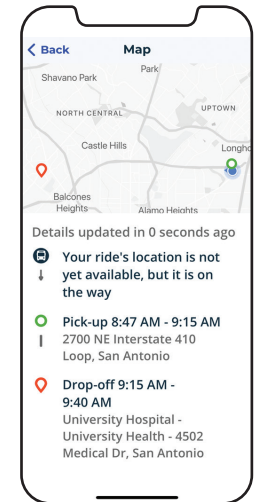 Back
Map
Park
Shavano Park
NORTH CENTRAL
UPTOWN
Castle Hills
Longho
Balcones
Heights
Alamo Heights
Details updated in 0 seconds ago
Your ride's location is not
yet available, but it is on
the way
Pick-up 8:47 AM - 9:15 AM
2700 NE Interstate 410
Loop, San Antonio
Drop-off 9:15 AM -
9:40 AM
University Hospital -
University Health - 4502
Medical Dr, San Antonio